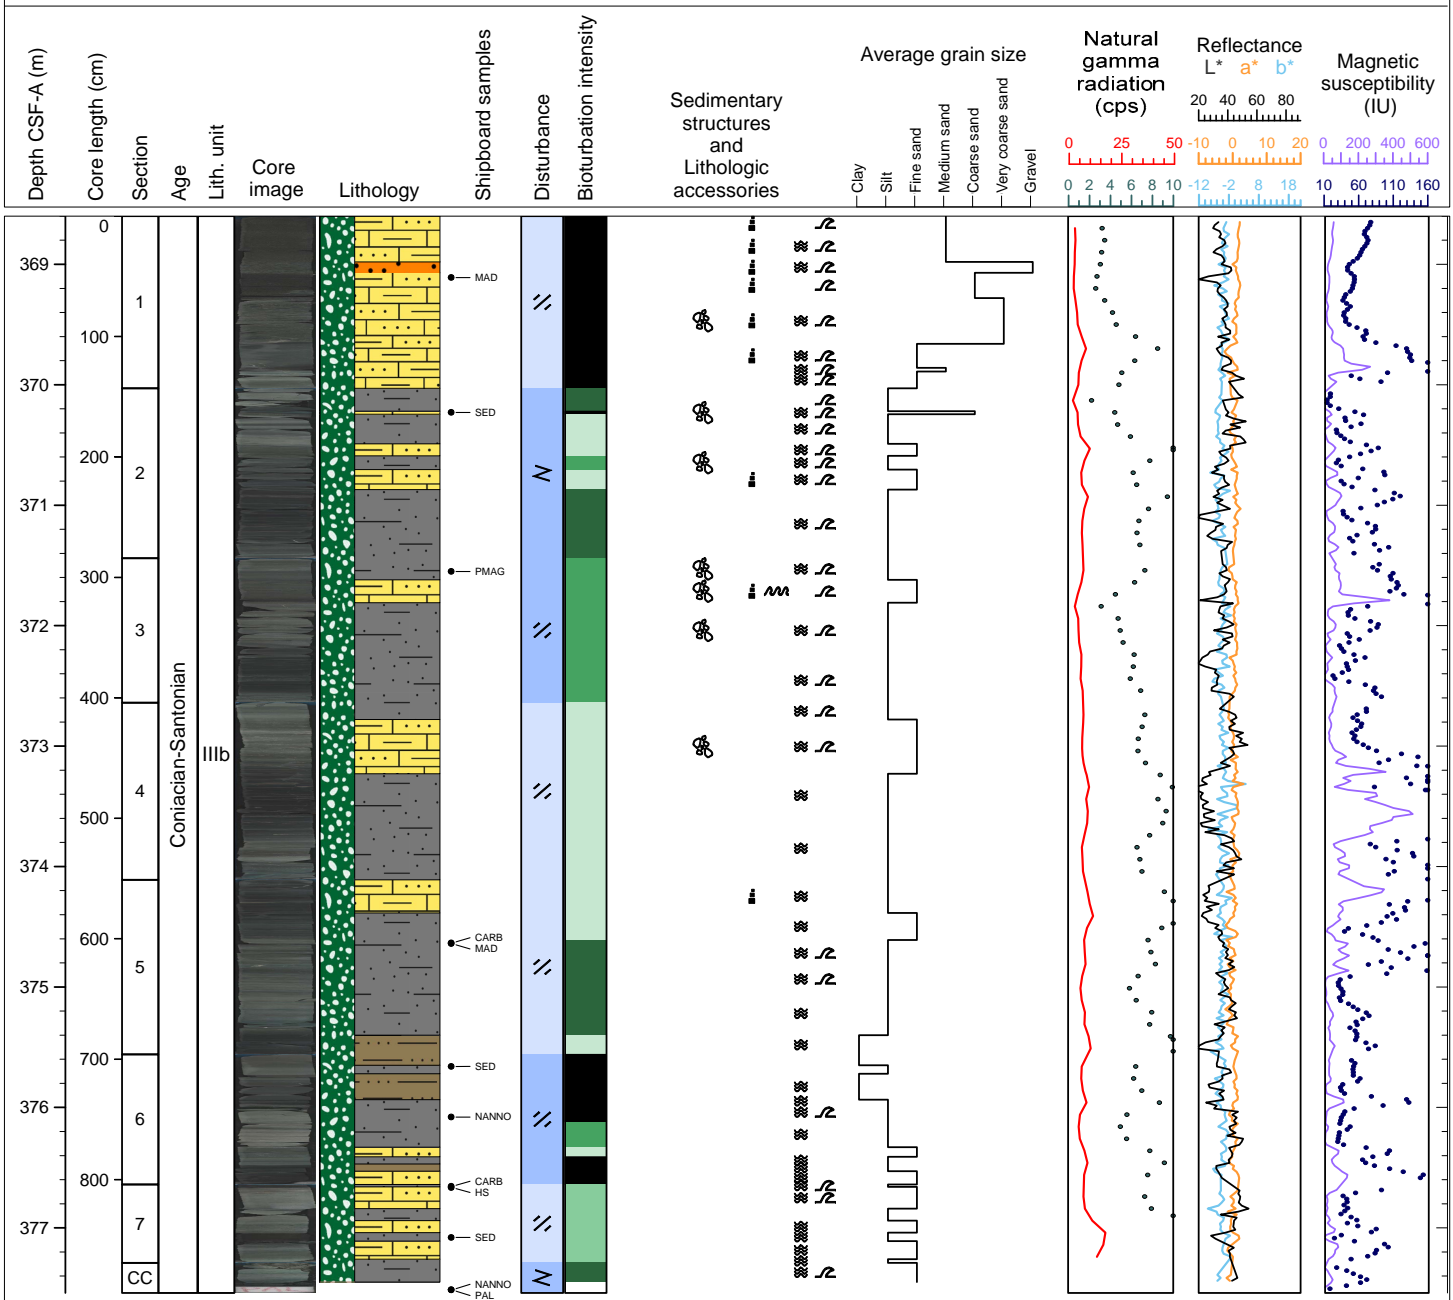 Depth CSF-A (m)
Core length (cm)
Section
Age
Lith. unit
Core
image
Lithology
Shipboard samples
Disturbance
Bioturbation intensity
Sedimentary
structures
and
Lithologic
accessories
Average grain size
Clay
Silt
Fine sand
Medium sand
Coarse sand
Very coarse sand
Gravel
Natural
gamma
radiation
(cps)
0 25 50
0 2 4 6 8 10
Reflectance
L* a* b*
20 40 60 80
-10 0 10 20
-12 -2 8 18
Magnetic
susceptibility
(IU)
0 200 400 600
10 60 110 160
369
370
371
372
373
374
375
376
377
0
100
200
300
400
500
600
700
800
1
2
3
4
5
6
7
CC
Coniacian-Santonian
IIIb
MAD
SED
PMAG
CARB
MAD
SED
NANNO
CARB
HS
SED
NANNO
PAL